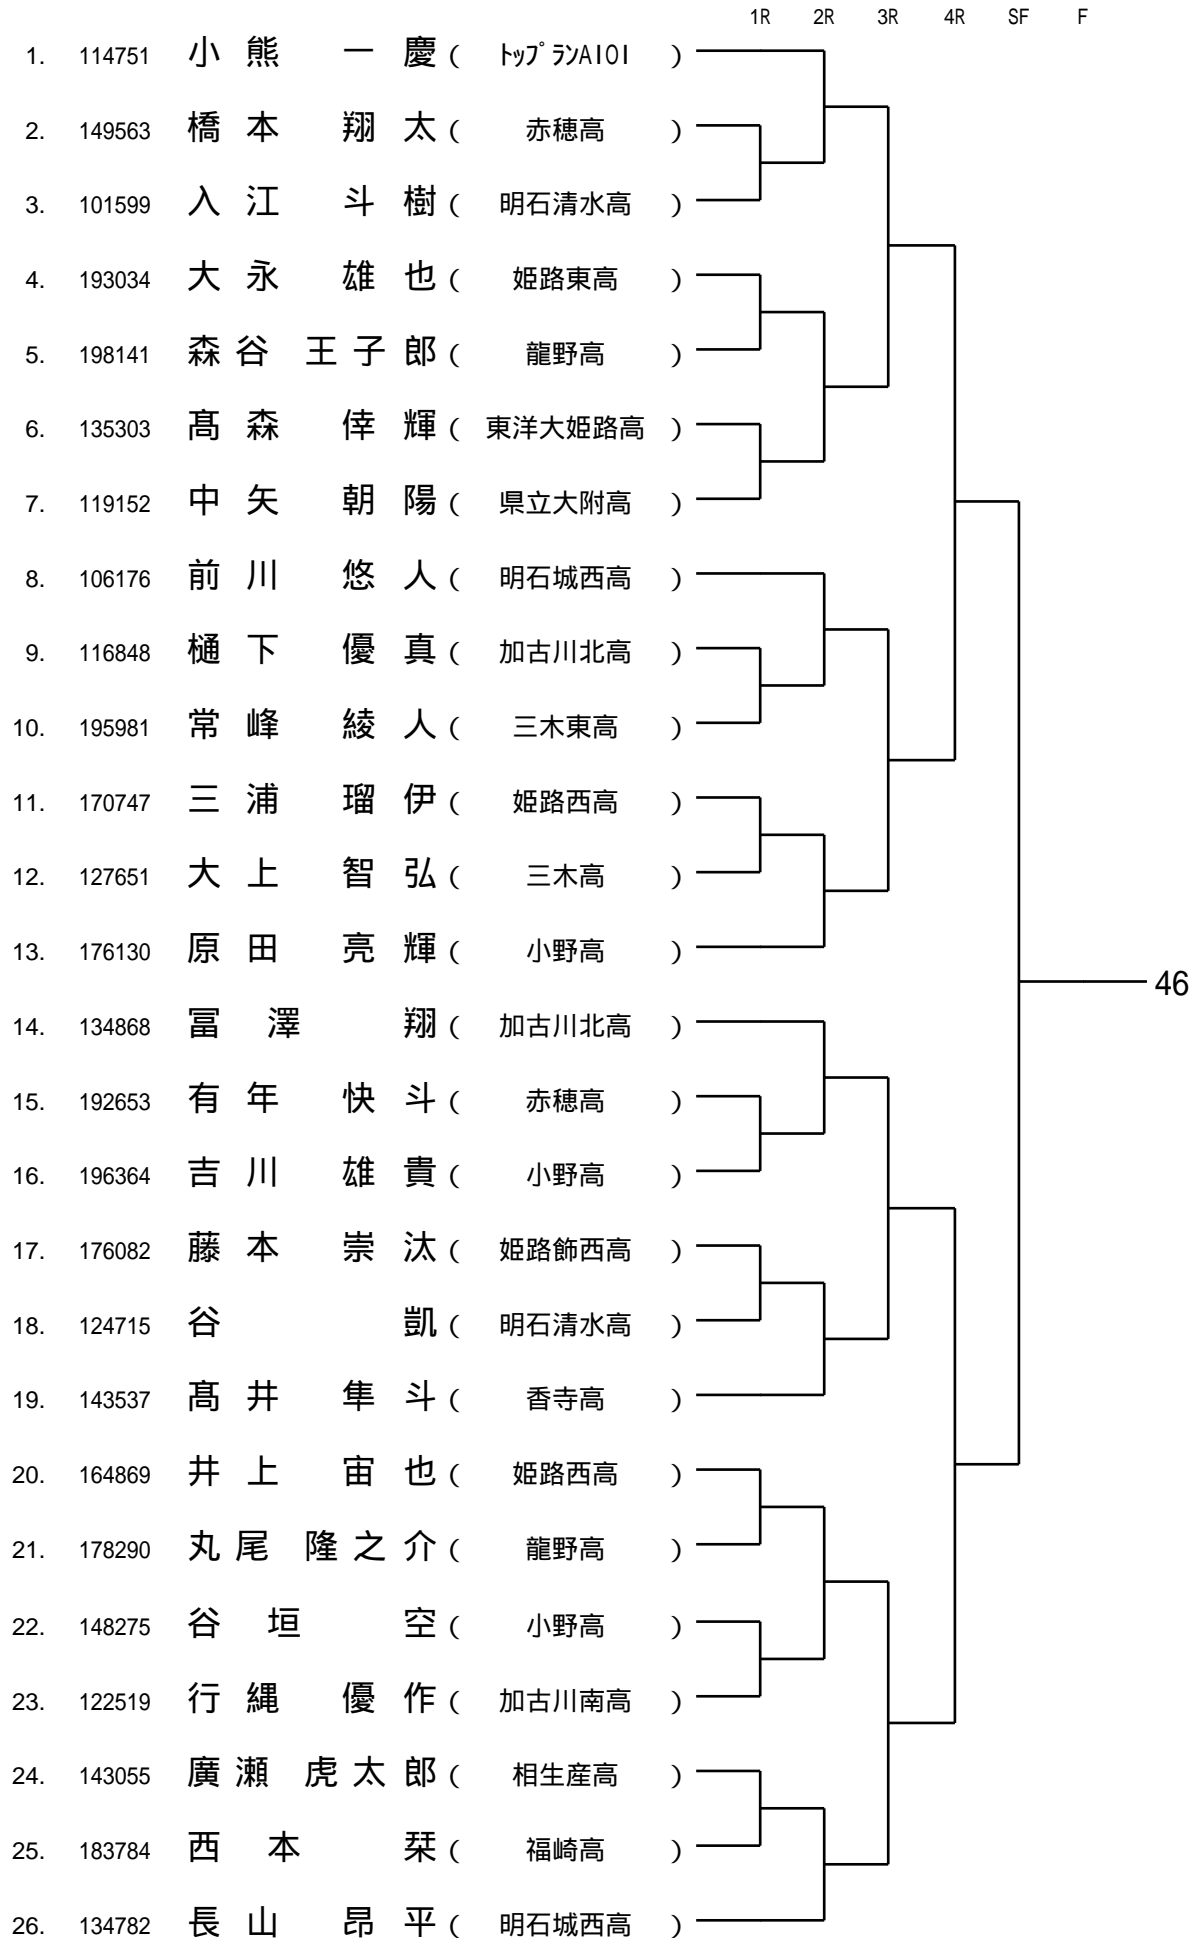 1R 2R 3R 4R SF F
1. 114751 小熊 一慶 ( トップランAIOI )
2. 149563 橋本 翔太 ( 赤穂高 )
3. 101599 入江 斗樹 ( 明石清水高 )
4. 193034 大永 雄也 ( 姫路東高 )
5. 198141 森谷 王子郎 ( 龍野高 )
6. 135303 髙森 倖輝 ( 東洋大姫路高 )
7. 119152 中矢 朝陽 ( 県立大附高 )
8. 106176 前川 悠人 ( 明石城西高 )
9. 116848 樋下 優真 ( 加古川北高 )
10. 195981 常峰 綾人 ( 三木東高 )
11. 170747 三浦 瑠伊 ( 姫路西高 )
12. 127651 大上 智弘 ( 三木高 )
13. 176130 原田 亮輝 ( 小野高 )
46
14. 134868 冨澤 翔 ( 加古川北高 )
15. 192653 有年 快斗 ( 赤穂高 )
16. 196364 吉川 雄貴 ( 小野高 )
17. 176082 藤本 崇汰 ( 姫路飾西高 )
18. 124715 谷 凱 ( 明石清水高 )
19. 143537 髙井 隼斗 ( 香寺高 )
20. 164869 井上 宙也 ( 姫路西高 )
21. 178290 丸尾 隆之介 ( 龍野高 )
22. 148275 谷垣 空 ( 小野高 )
23. 122519 行縄 優作 ( 加古川南高 )
24. 143055 廣瀬 虎太郎 ( 相生産高 )
25. 183784 西本 栞 ( 福崎高 )
26. 134782 長山 昂平 ( 明石城西高 )